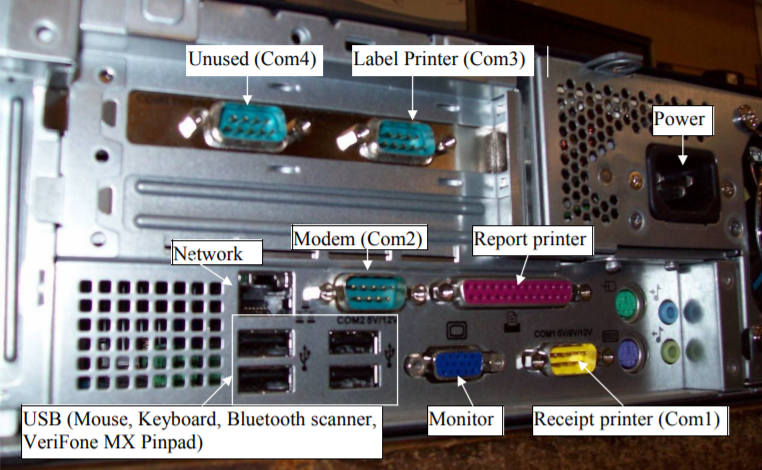 Unused (Com4)
Label Printer (Com3)
Power
Modem (Com2)
Report printer
Network
COM2 5V/12V
COM1 5V/9V/12V
USB (Mouse, Keyboard, Bluetooth scanner,
VeriFone MX Pinpad)
Monitor
Receipt printer (Com1)